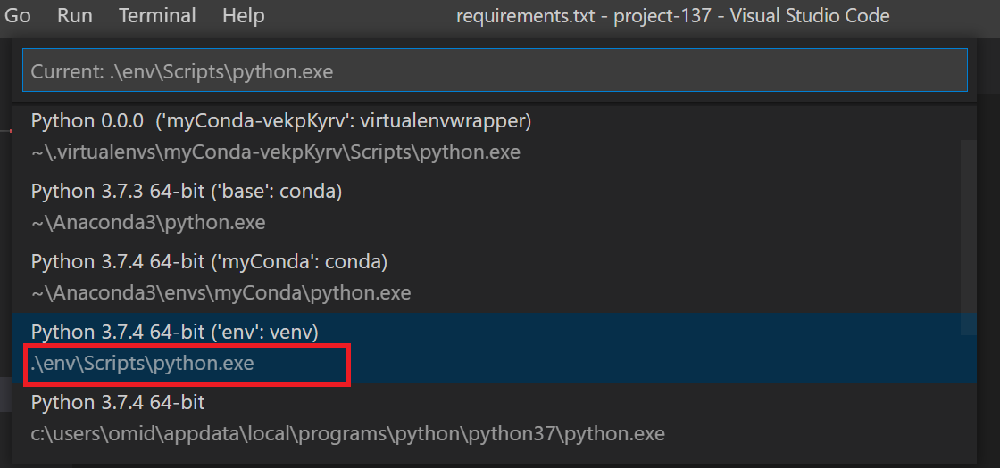 Go Run Terminal Help requirements.txt - project-137 - Visual Studio Code
Current: .\env\Scripts\python.exe
Python 0.0.0 ('myConda-vekpKyrv': virtualenvwrapper)
~\.virtualenvs\myConda-vekpKyrv\Scripts\python.exe
Python 3.7.3 64-bit ('base': conda)
~\Anaconda3\python.exe
Python 3.7.4 64-bit ('myConda': conda)
~\Anaconda3\envs\myConda\python.exe
Python 3.7.4 64-bit ('env': venv)
.\env\Scripts\python.exe
Python 3.7.4 64-bit
c:\users\omid\appdata\local\programs\python\python37\python.exe